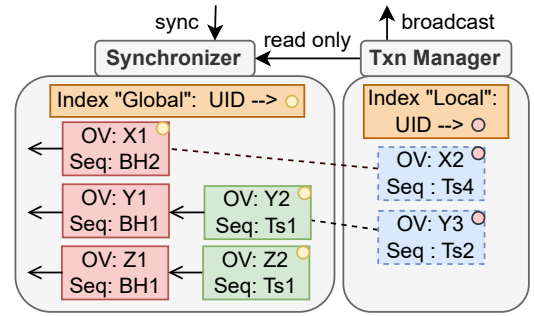 sync
broadcast
read only
Synchronizer
Txn Manager
Index "Global": UID -->
OV: X1
Seq: BH2
OV: Y1
Seq: BH1
OV: Y2
Seq: Ts1
OV: Z1
Seq: BH1
OV: Z2
Seq: Ts1
Index "Local":
UID -->
OV: X2
Seq : Ts4
OV: Y3
Seq : Ts2